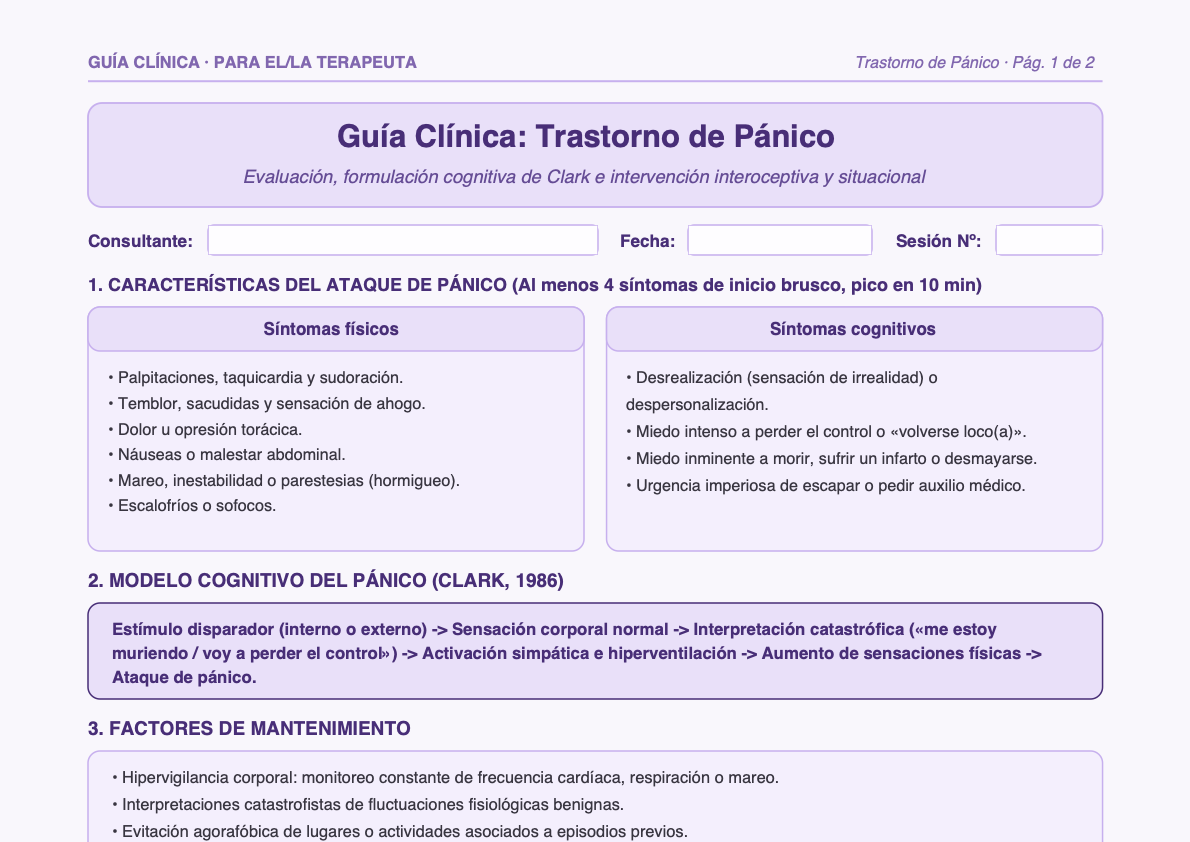 GUÍA CLÍNICA · PARA EL/LA TERAPEUTA
Trastorno de Pánico · Pág. 1 de 2
Guía Clínica: Trastorno de Pánico
Evaluación, formulación cognitiva de Clark e intervención interoceptiva y situacional
Consultante: Fecha: Sesión Nº:
1. CARACTERÍSTICAS DEL ATAQUE DE PÁNICO (Al menos 4 síntomas de inicio brusco, pico en 10 min)
Síntomas físicos
• Palpitaciones, taquicardia y sudoración.
• Temblor, sacudidas y sensación de ahogo.
• Dolor u opresión torácica.
• Náuseas o malestar abdominal.
• Mareo, inestabilidad o parestesias (hormigueo).
• Escalofríos o sofocos.
Síntomas cognitivos
• Desrealización (sensación de irrealidad) o
despersonalización.
• Miedo intenso a perder el control o «volverse loco(a)».
• Miedo inminente a morir, sufrir un infarto o desmayarse.
• Urgencia imperiosa de escapar o pedir auxilio médico.
2. MODELO COGNITIVO DEL PÁNICO (CLARK, 1986)
Estímulo disparador (interno o externo) -> Sensación corporal normal -> Interpretación catastrófica («me estoy
muriendo / voy a perder el control») -> Activación simpática e hiperventilación -> Aumento de sensaciones físicas ->
Ataque de pánico.
3. FACTORES DE MANTENIMIENTO
• Hipervigilancia corporal: monitoreo constante de frecuencia cardíaca, respiración o mareo.
• Interpretaciones catastrofistas de fluctuaciones fisiológicas benignas.
• Evitación agorafóbica de lugares o actividades asociados a episodios previos.